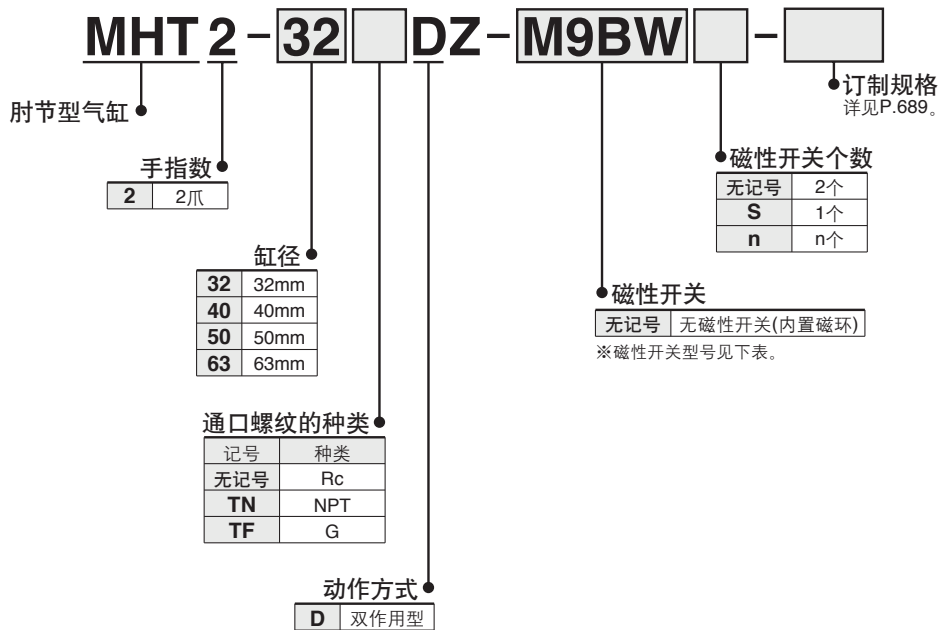 MHT 2 - 32 DZ - M9BW -
肘节型气缸
手指数
2 2爪
缸径
32 32mm
40 40mm
50 50mm
63 63mm
通口螺纹的种类
记号 种类
无记号 Rc
TN NPT
TF G
动作方式
D 双作用型
磁性开关
无记号 无磁性开关(内置磁环)
※磁性开关型号见下表。
磁性开关个数
无记号 2个
S 1个
n n个
订制规格
详见P.689。